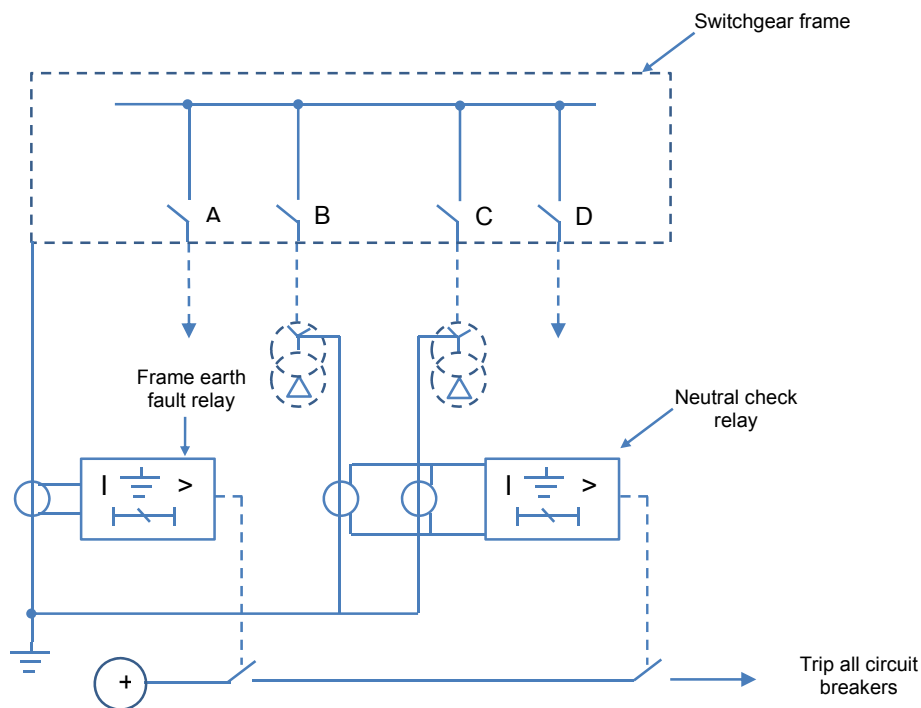 Switchgear frame
A
B
C
D
Frame earth
fault relay
Neutral check
relay
I >
I >
+
Trip all circuit
breakers